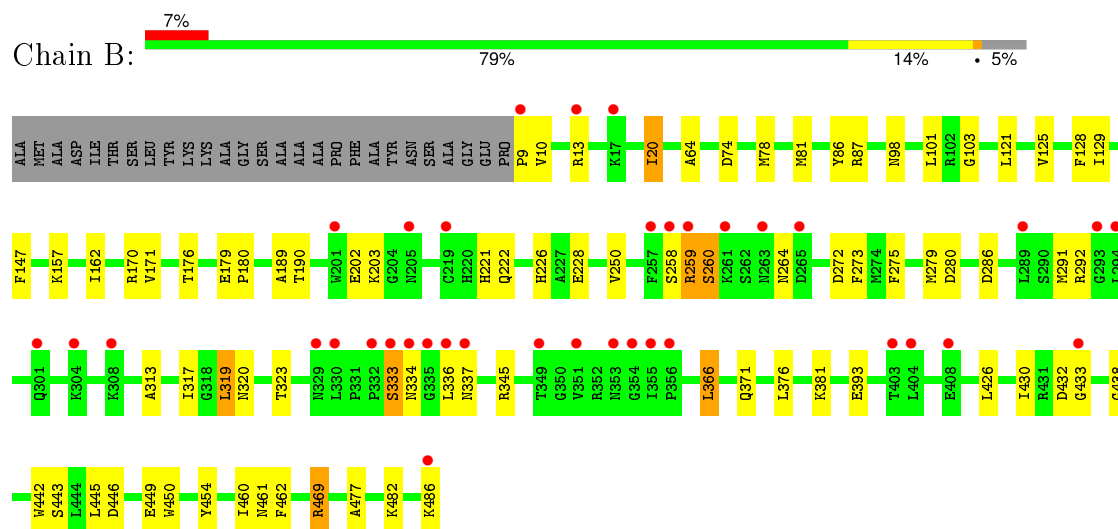 7%
Chain B:
79% 14% • 5%
ALA MET ALA ASP ILE THR SER LEU TYR LYS LYS ALA GLY SER ALA ALA ALA PRO PHE ALA TYR ASN SER ALA GLY GLU PRO P9 V10 R13 K17 I20 A64 D74 M78 M81 Y86 R87 N98 L101 R102 G103 L121 V125 F128 I129
F147 K157 I162 R170 V171 T176 E179 P180 A189 T190 W201 E202 K203 G204 N205 C219 H220 H221 Q222 H226 A227 E228 V250 F257 S258 R259 S260 K261 S262 N263 N264 D265 D272 F273 M274 F275 M279 D280 D286 L289 S290 M291 R292 G293 L294
Q301 K304 K308 A313 I317 G318 L319 N320 T323 N329 L330 P331 P332 S333 N334 G335 L336 N337 R345 T349 G350 V351 R352 N353 G354 I355 P356 L366 Q371 L376 K381 E393 T403 L404 E408 L426 I430 R431 D432 G433
W442 S443 L444 L445 D446 E449 W450 Y454 I460 N461 F462 R469 A477 K482 K486